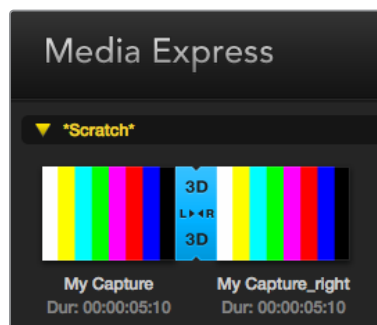 Media Express
*Scratch*
3D
L▶◀R
3D
My Capture
My Capture_right
Dur: 00:00:05:10
Dur: 00:00:05:10